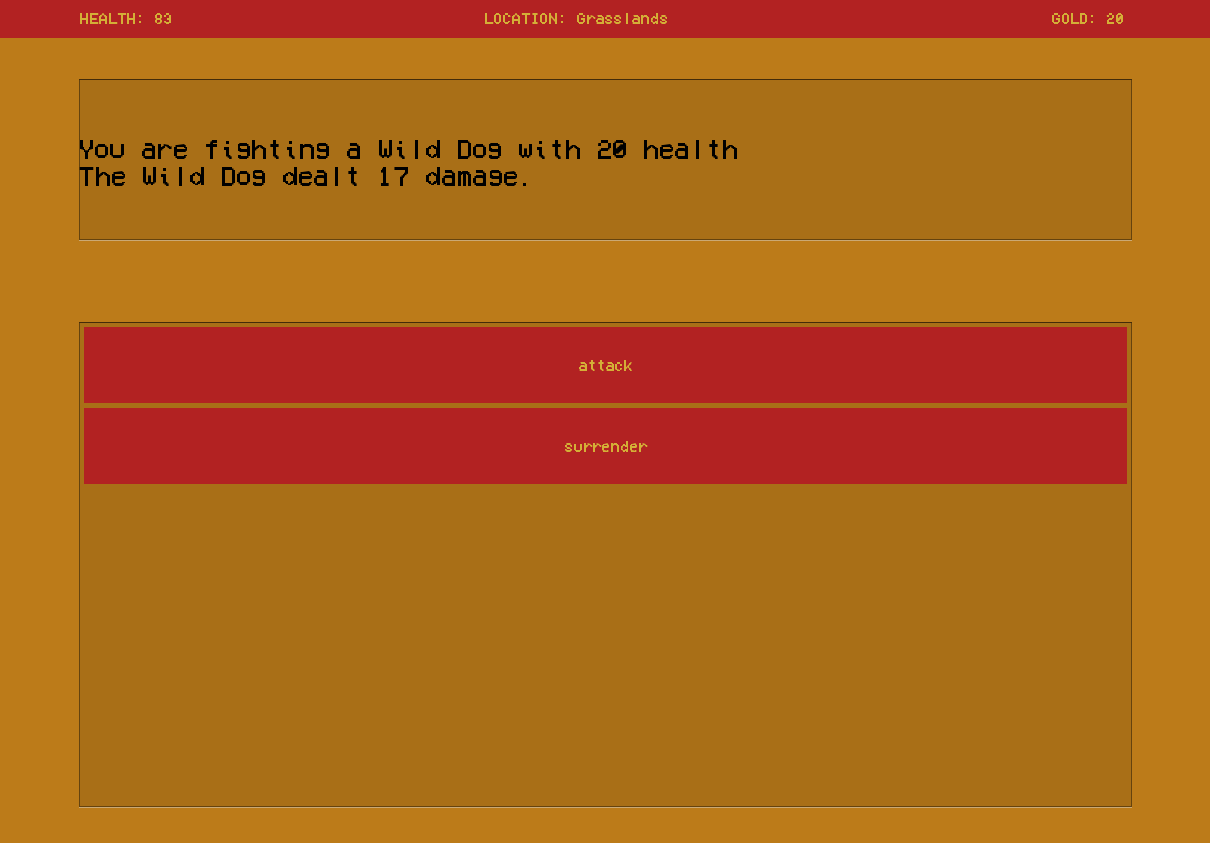 HEALTH: 83 LOCATION: Grasslands GOLD: 20
You are fighting a Wild Dog with 20 health
The Wild Dog dealt 17 damage.
attack
surrender